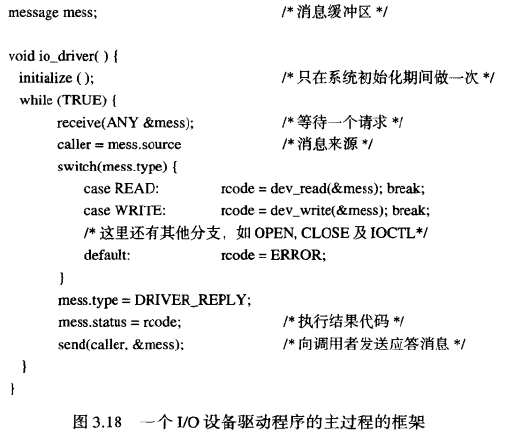 message mess; /* 消息缓冲区 */
void io_driver( ) {
initialize ( ); /* 只在系统初始化期间做一次 */
while (TRUE) {
receive(ANY &mess); /* 等待一个请求 */
caller = mess.source /* 消息来源 */
switch(mess.type) {
case READ: rcode = dev_read(&mess); break;
case WRITE: rcode = dev_write(&mess); break;
/* 这里还有其他分支，如 OPEN, CLOSE 及 IOCTL*/
default: rcode = ERROR;
}
mess.type = DRIVER_REPLY;
mess.status = rcode; /* 执行结果代码 */
send(caller, &mess); /* 向调用者发送应答消息 */
}
}
图 3.18 一个 I/O 设备驱动程序的主过程的框架